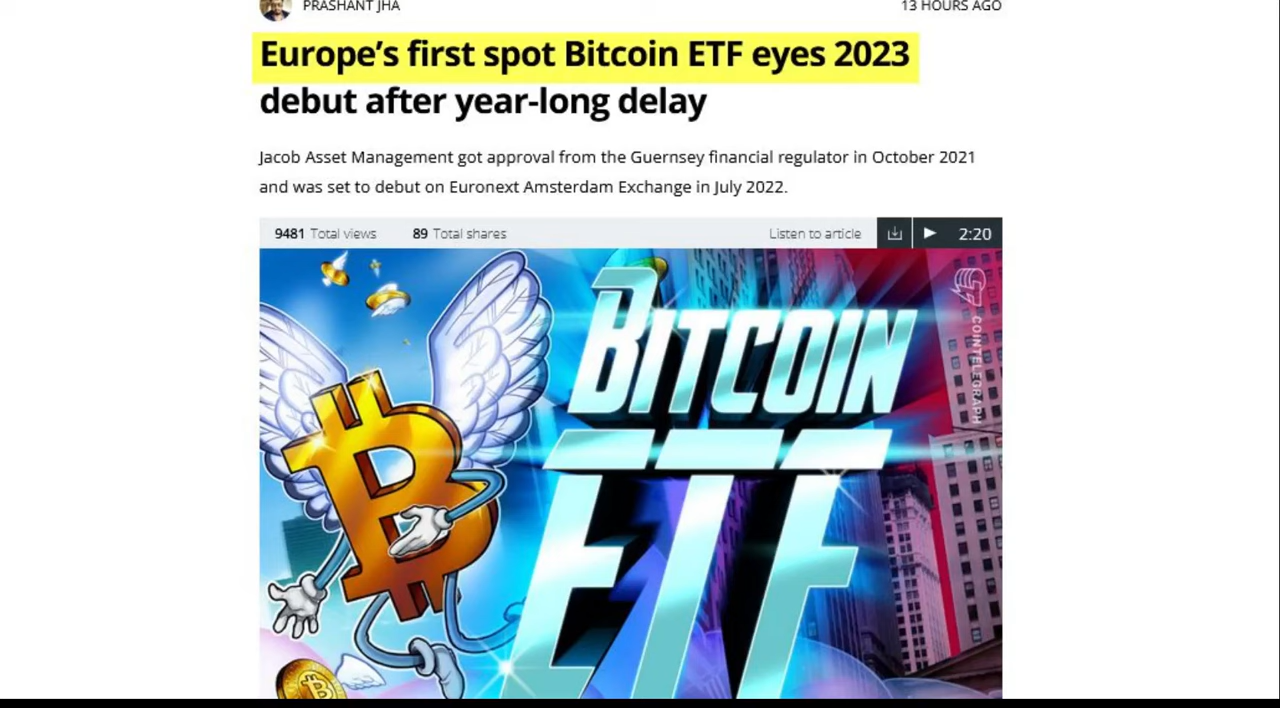 PRASHANT JHA
13 HOURS AGO
Europe's first spot Bitcoin ETF eyes 2023
debut after year-long delay
Jacob Asset Management got approval from the Guernsey financial regulator in October 2021
and was set to debut on Euronext Amsterdam Exchange in July 2022.
9481 Total views 89 Total shares Listen to article 2:20
BITCOIN
ETF
COINTELEGRAPH